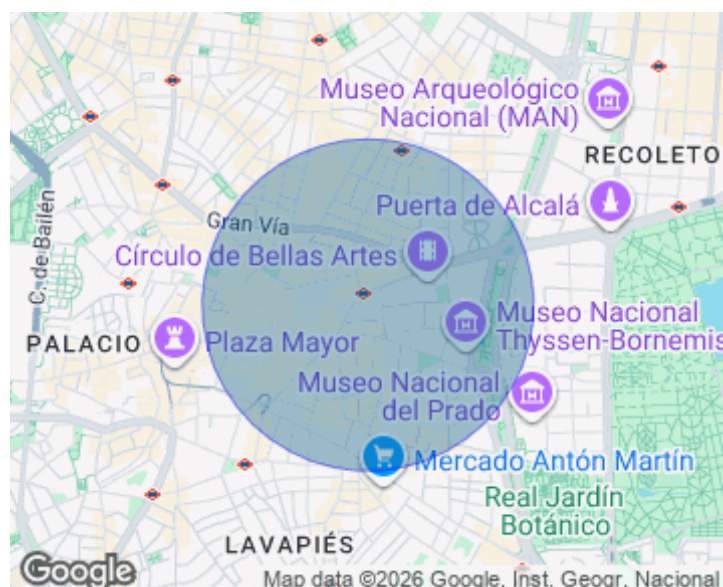 Museo Arqueológico
Nacional (MAN)
RECOLETO
Puerta de Alcalá
Gran Vía
C. de Bailén
Círculo de Bellas Artes
Museo Nacional
Thyssen-Bornemis
PALACIO
Plaza Mayor
Museo Nacional
del Prado
Mercado Antón Martín
Real Jardín
Botánico
LAVAPIÉS
Google
Map data ©2026 Google, Inst. Geogr. Nacional